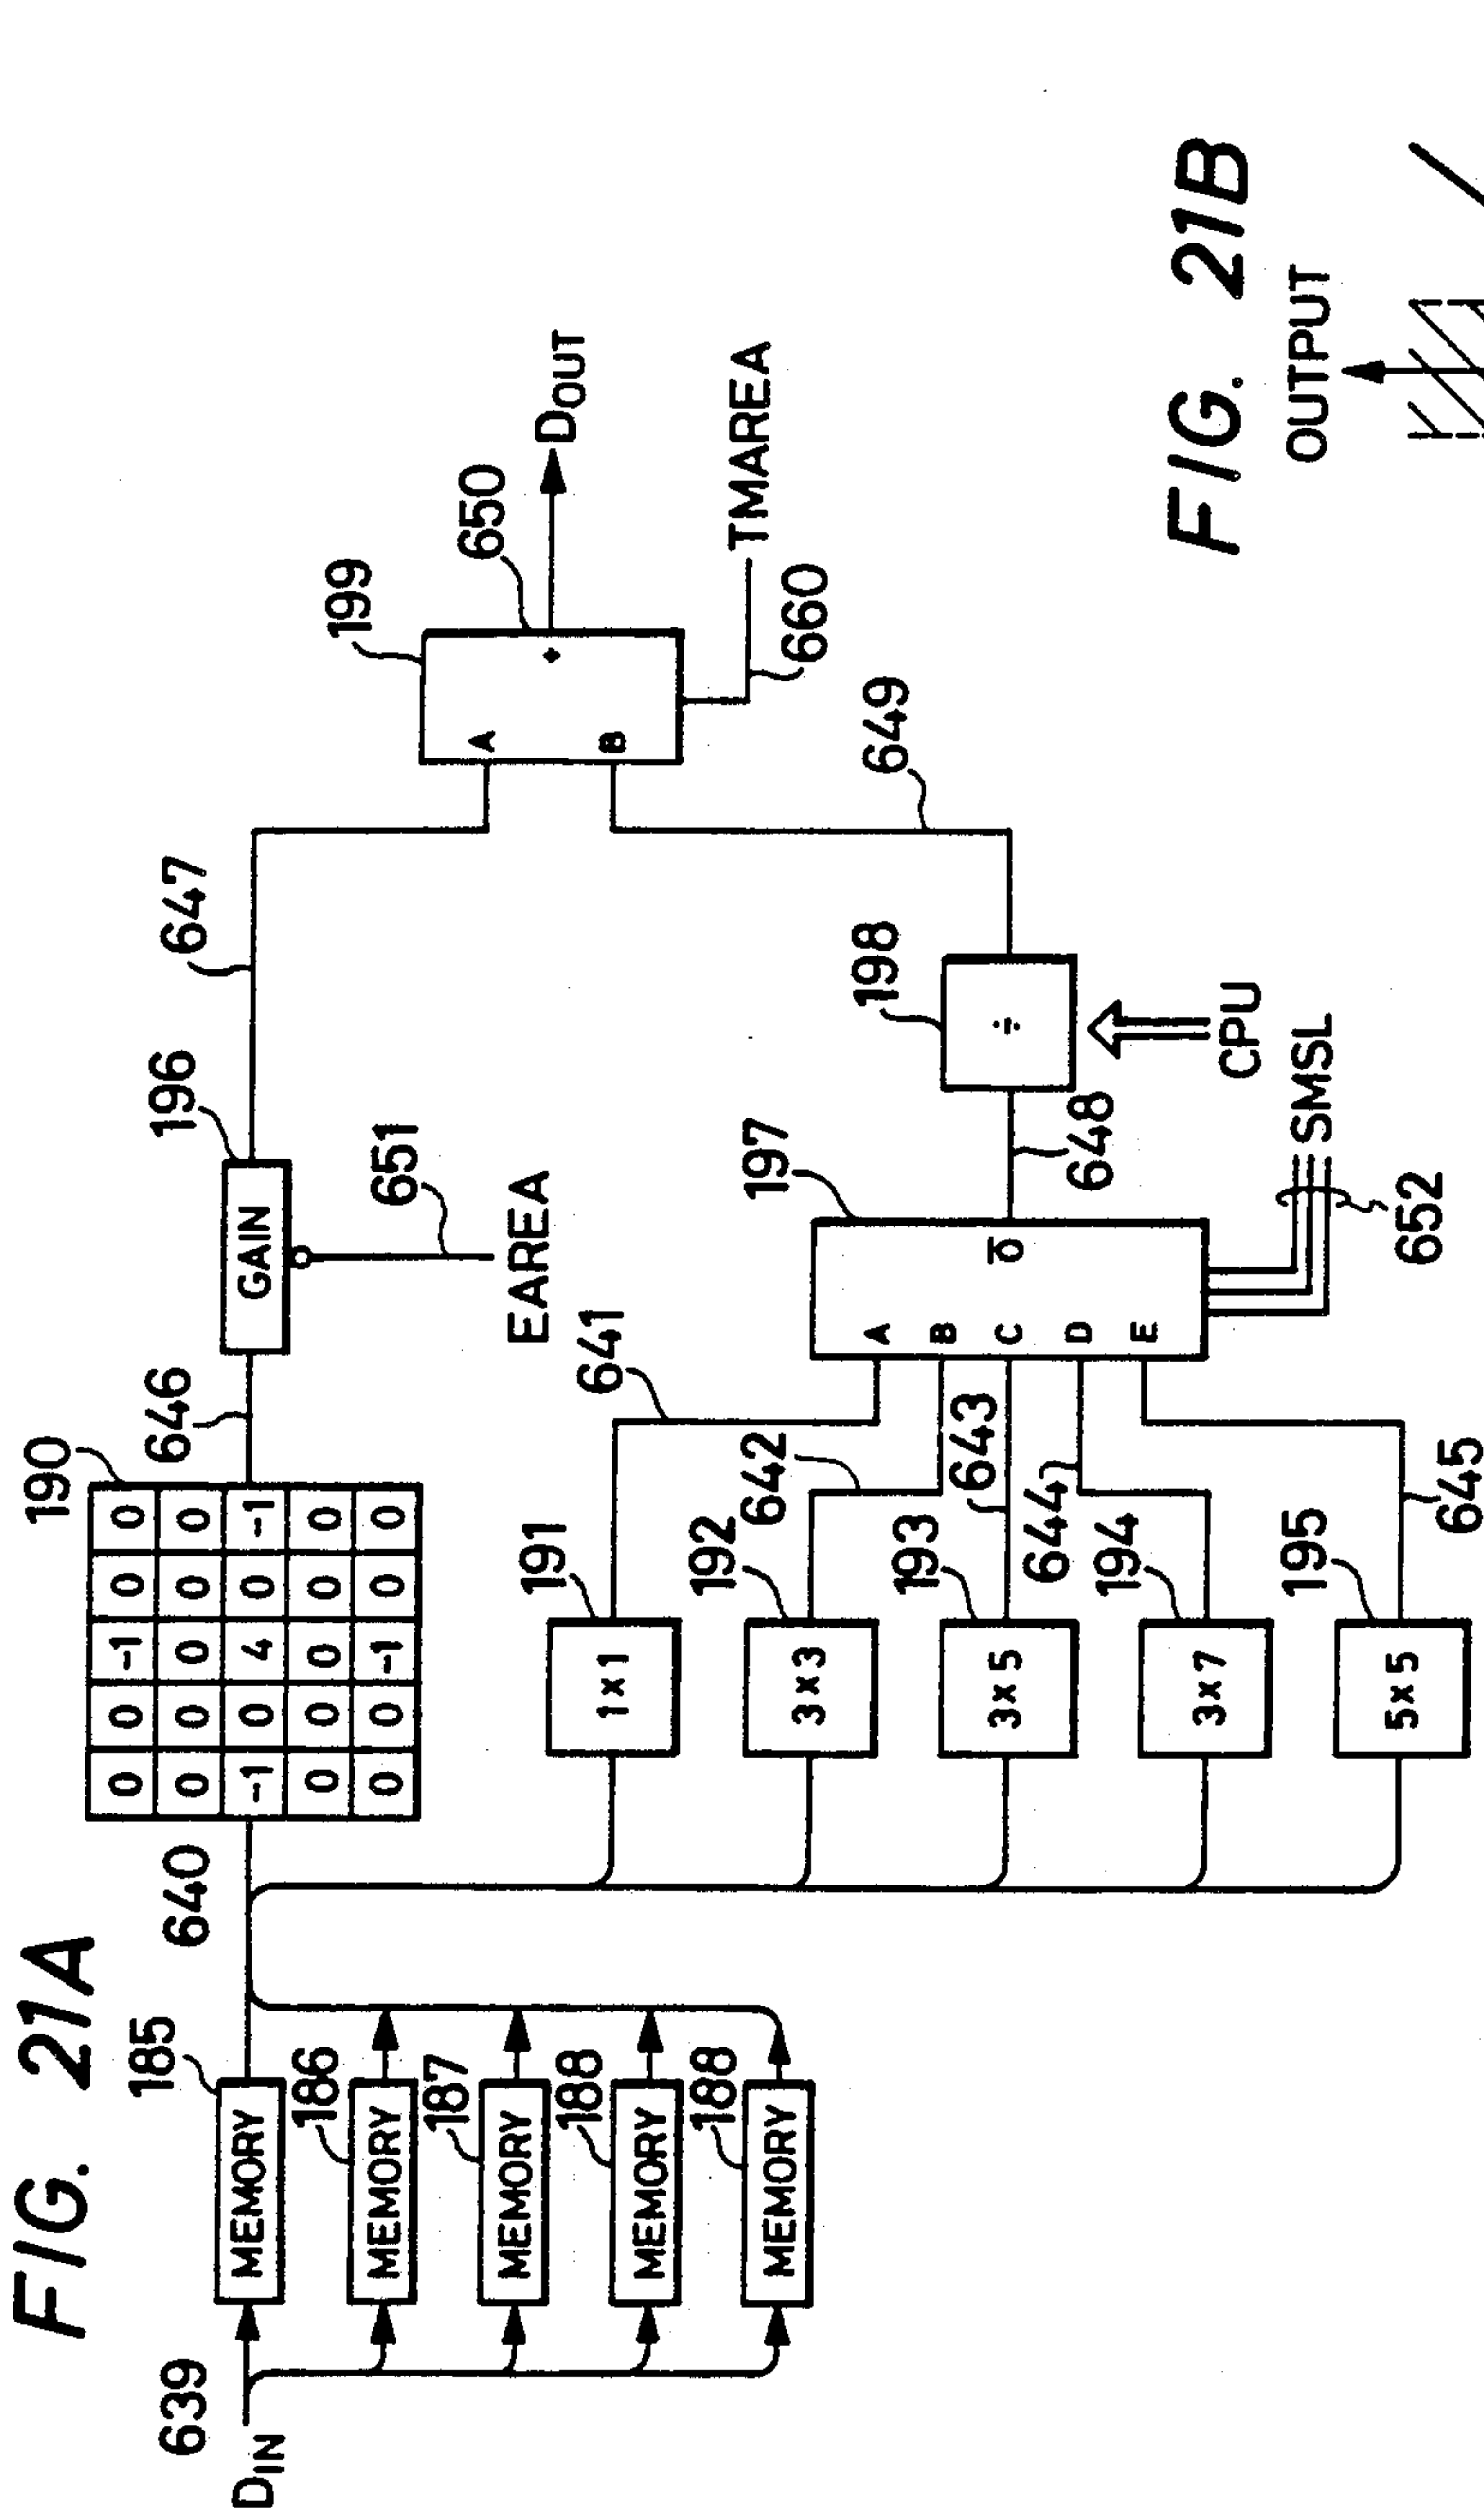 FIG. 21A
639
DIN
MEMORY
185
MEMORY
186
MEMORY
187
MEMORY
188
MEMORY
188
640
190
0 0 -1 0 0
0 0 0 0 0
-1 0 4 0 -1
0 0 0 0 0
0 0 -1 0 0
646
GAIN
196
651
EAREA
647
191
1×1
192
3×3
193
3×5
194
3×7
195
5×5
641
642
643
644
645
197
A
B
C
D
E
O
SMSL
652
648
198
÷
CPU
649
199
A
B
650
DOUT
TMAREA
660
FIG. 21B
OUTPUT